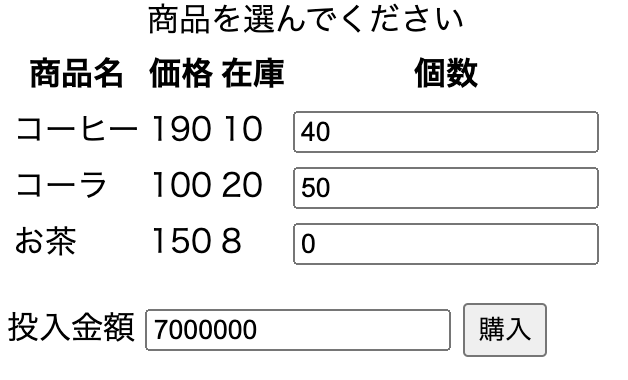 商品を選んでください
商品名 価格 在庫 個数
コーヒー 190 10 40
コーラ 100 20 50
お茶 150 8 0
投入金額 7000000 購入